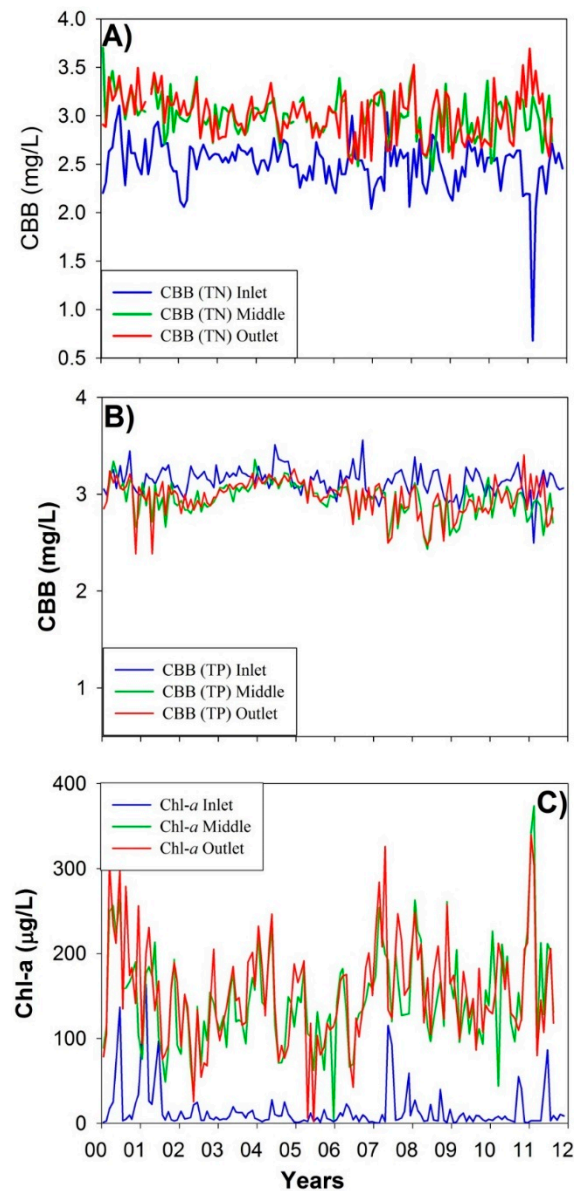 A)
4.0
3.5
3.0
2.5
2.0
1.5
1.0
0.5
CBB (mg/L)
CBB (TN) Inlet
CBB (TN) Middle
CBB (TN) Outlet
B)
4
3
2
1
CBB (mg/L)
CBB (TP) Inlet
CBB (TP) Middle
CBB (TP) Outlet
C)
400
300
200
100
0
Chl-a (µg/L)
Chl-a Inlet
Chl-a Middle
Chl-a Outlet
00 01 02 03 04 05 06 07 08 09 10 11 12
Years